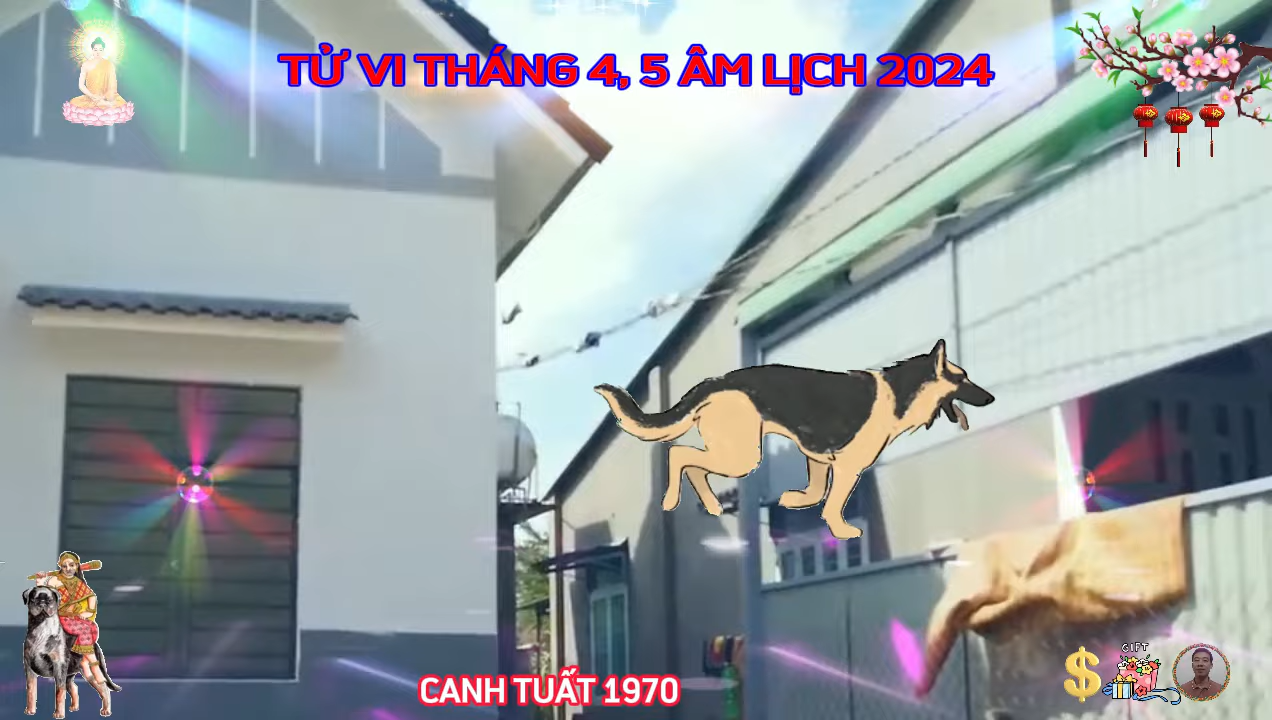 TỬ VI THÁNG 4, 5 ÂM LỊCH 2024
GIFT
CANH TUẤT 1970